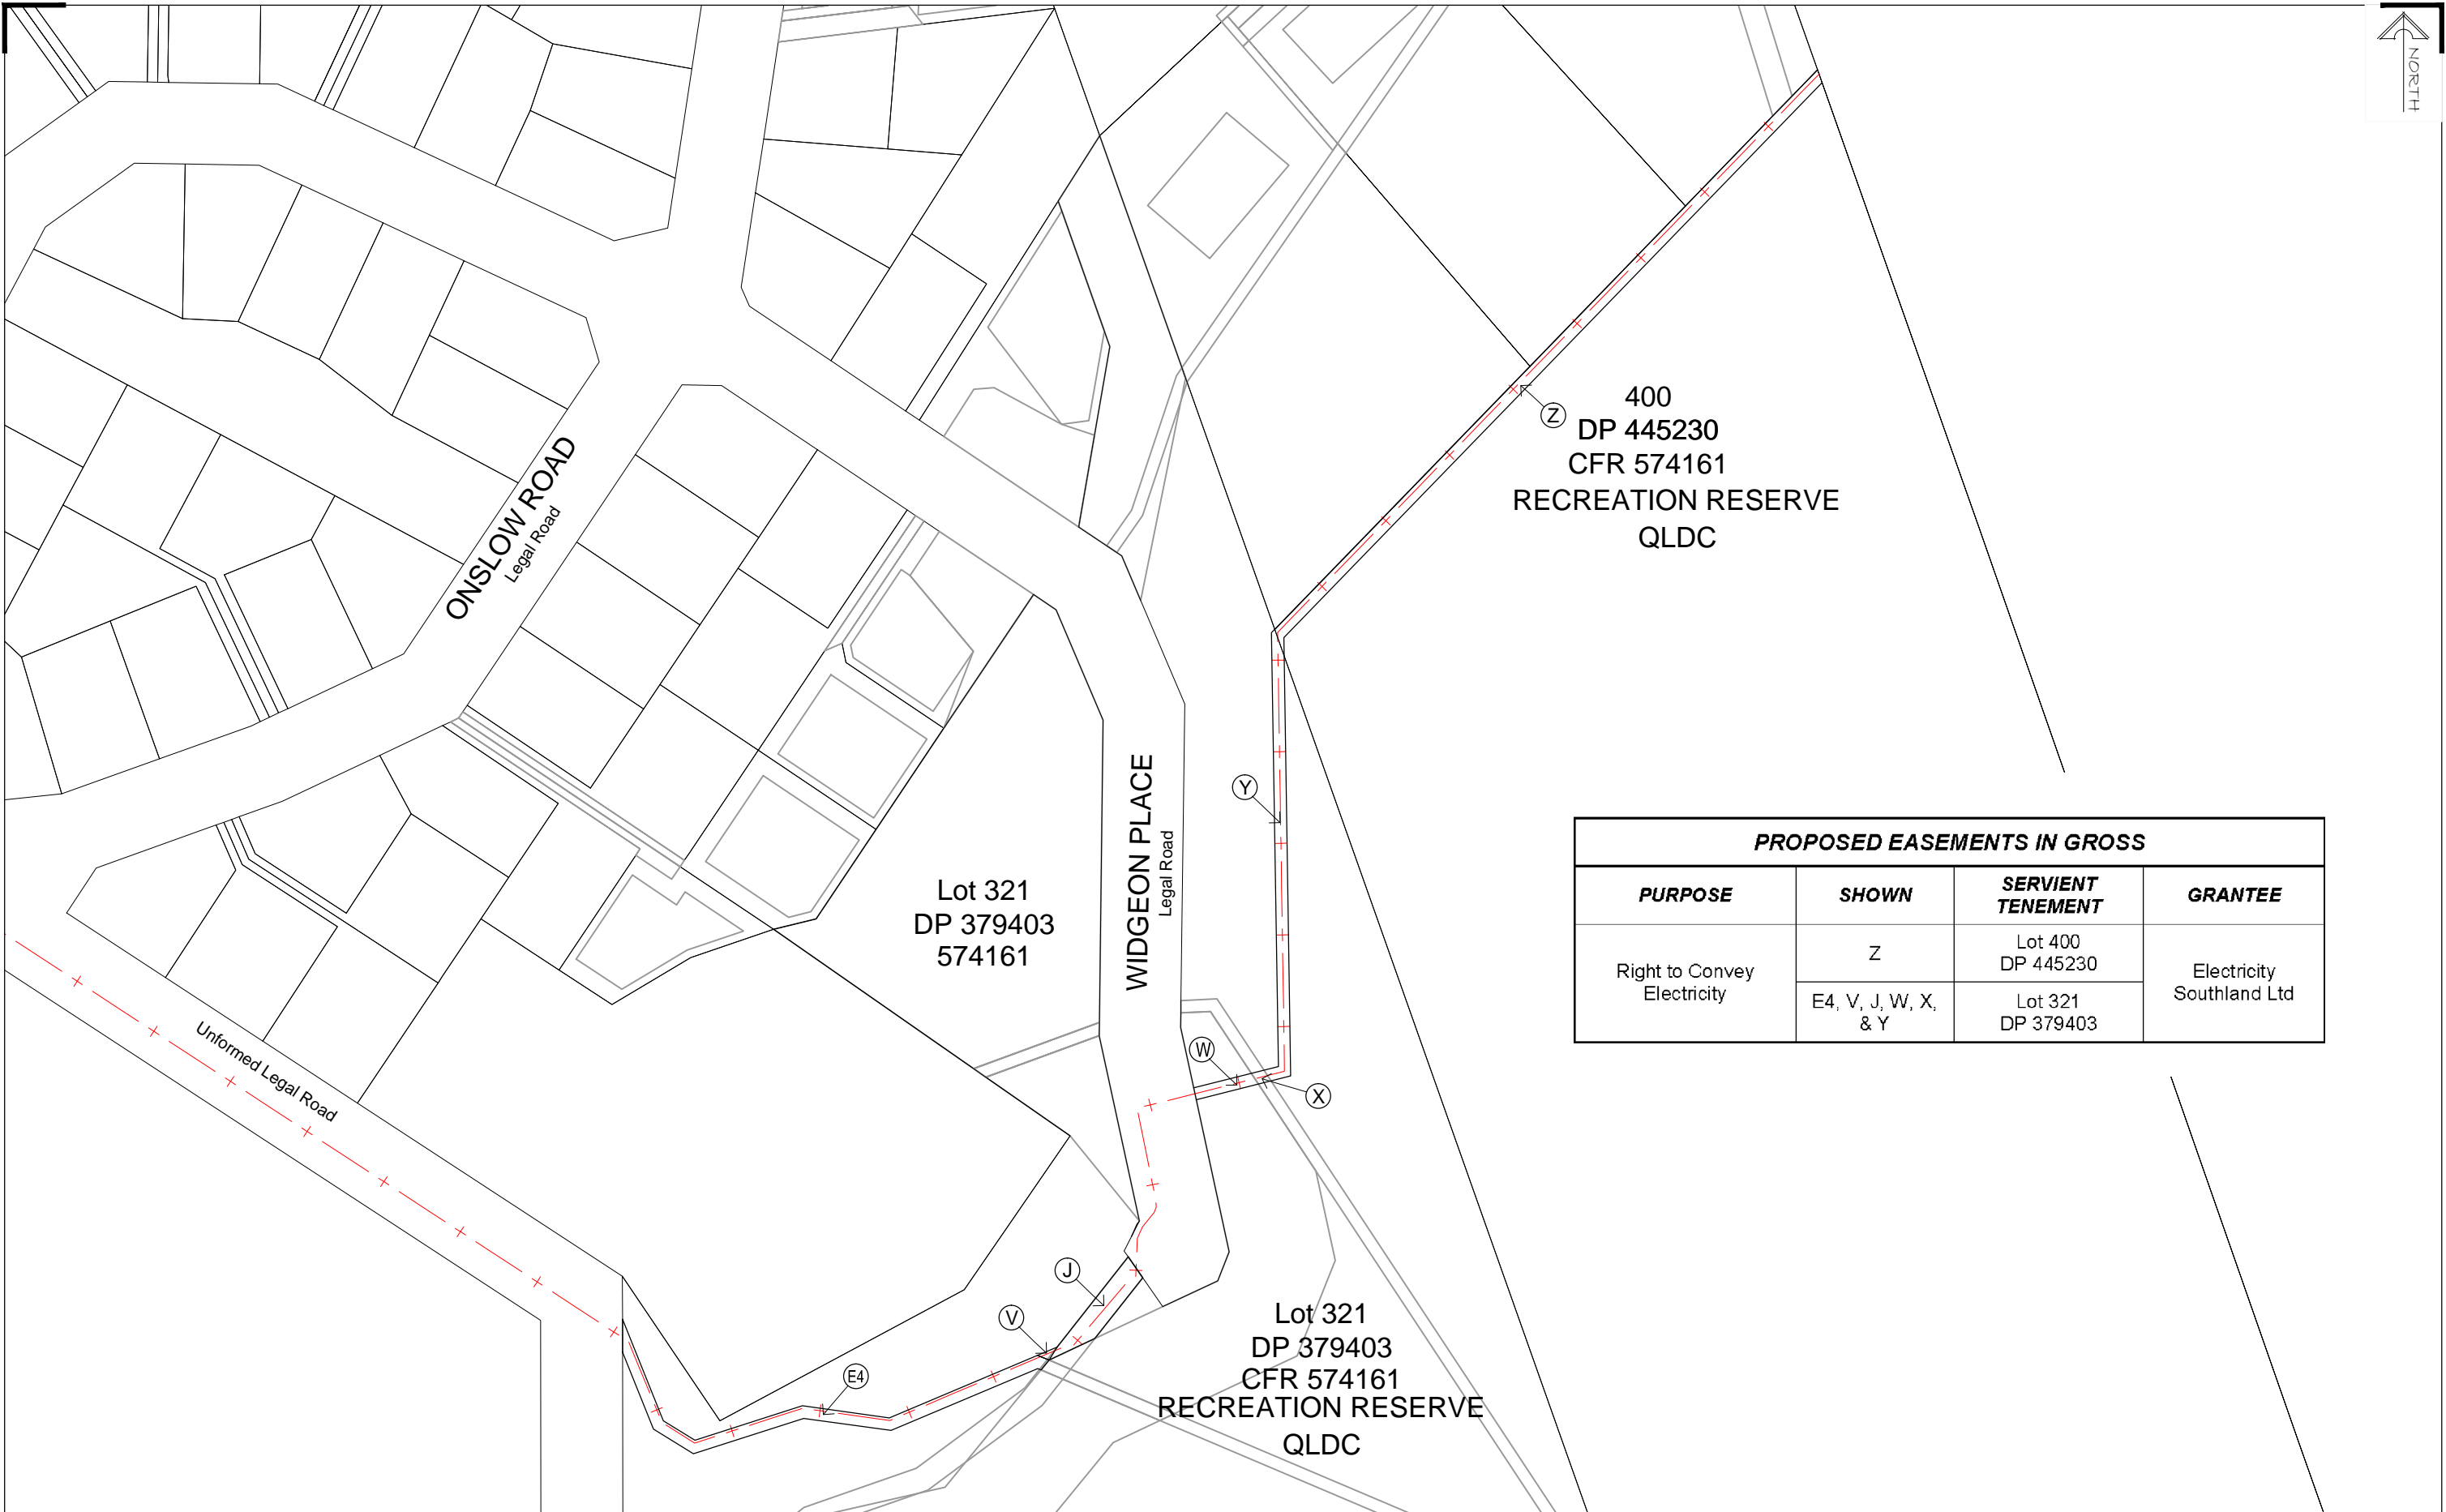 NORTH
400
Z
DP 445230
CFR 574161
RECREATION RESERVE
QLDC
ONSLOW ROAD
Legal Road
Y
WIDGEON PLACE
Legal Road
Lot 321
DP 379403
574161
PROPOSED EASEMENTS IN GROSS
PURPOSE
SHOWN
SERVIENT
TENEMENT
GRANTEE
Right to Convey
Electricity
Z
Lot 400
DP 445230
Electricity
Southland Ltd
E4, V, J, W, X,
& Y
Lot 321
DP 379403
Unformed Legal Road
W
X
J
V
E4
Lot 321
DP 379403
CFR 574161
RECREATION RESERVE
QLDC